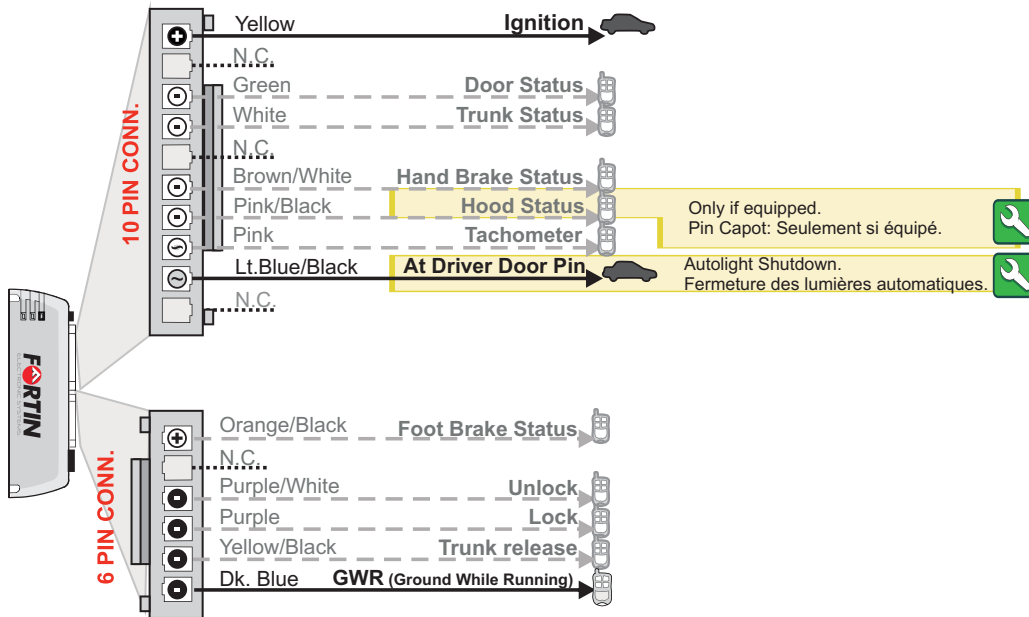 10 PIN CONN.
Yellow Ignition
N.C.
Green Door Status
White Trunk Status
N.C.
Brown/White Hand Brake Status
Pink/Black Hood Status
Only if equipped.
Pin Capot: Seulement si équipé.
Pink Tachometer
Lt.Blue/Black At Driver Door Pin
Autolight Shutdown.
Fermeture des lumières automatiques.
N.C.
FORTIN
ELECTRONIC SYSTEMS
6 PIN CONN.
Orange/Black Foot Brake Status
N.C.
Purple/White Unlock
Purple Lock
Yellow/Black Trunk release
Dk. Blue GWR (Ground While Running)